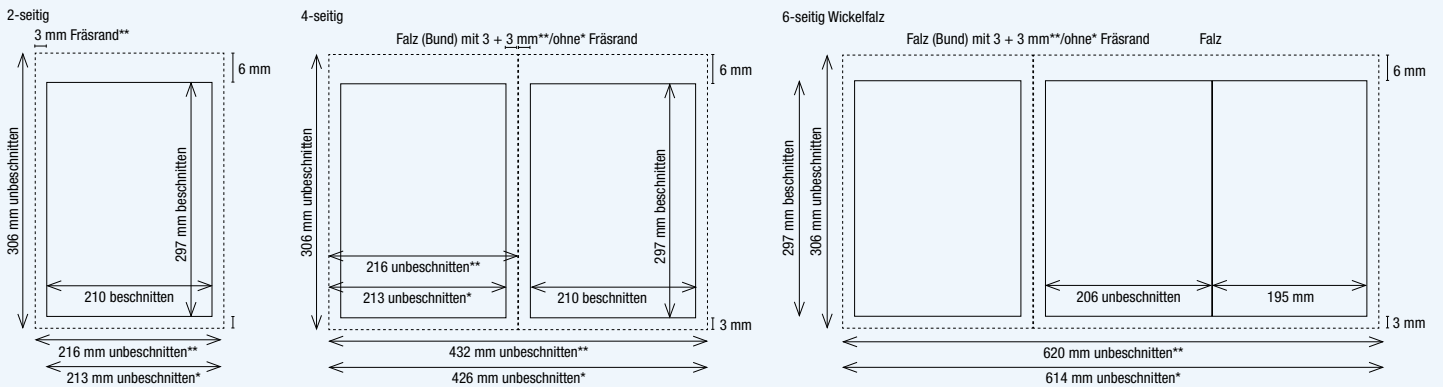 2-seitig
3 mm Fräsrand**
6 mm
306 mm unbeschnitten
297 mm beschnitten
210 beschnitten
216 mm unbeschnitten**
213 mm unbeschnitten*
4-seitig
Falz (Bund) mit 3 + 3 mm**/ohne* Fräsrand
6 mm
306 mm unbeschnitten
297 mm beschnitten
216 unbeschnitten**
213 unbeschnitten*
210 beschnitten
3 mm
432 mm unbeschnitten**
426 mm unbeschnitten*
6-seitig Wickelfalz
Falz (Bund) mit 3 + 3 mm**/ohne* Fräsrand
Falz
6 mm
297 mm beschnitten
306 mm unbeschnitten
206 unbeschnitten
195 mm
3 mm
620 mm unbeschnitten**
614 mm unbeschnitten*